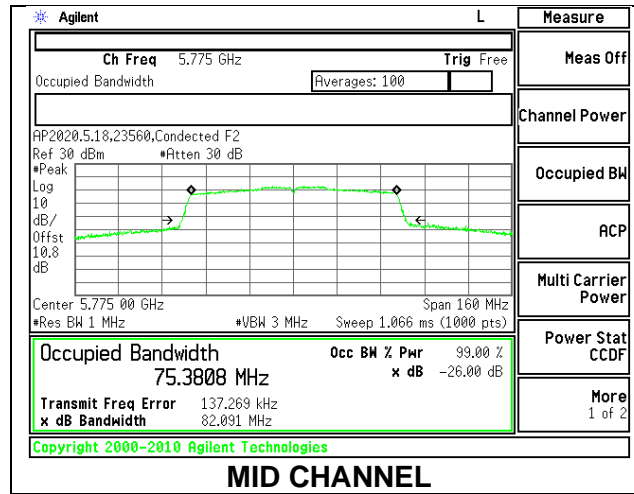 Agilent L
Measure
Ch Freq 5.775 GHz Trig Free
Occupied Bandwidth Averages: 100
AP2020.5.18,23560,Condected F2
Ref 30 dBm #Atten 30 dB
#Peak
Log
10
dB/
Offst
10.8
dB
Center 5.775 00 GHz Span 160 MHz
#Res BW 1 MHz #VBW 3 MHz Sweep 1.066 ms (1000 pts)
Occupied Bandwidth Occ BW % Pwr 99.00 %
75.3808 MHz x dB -26.00 dB
Transmit Freq Error 137.269 kHz
x dB Bandwidth 82.091 MHz
Copyright 2000-2010 Agilent Technologies
Meas Off
Channel Power
Occupied BW
ACP
Multi Carrier
Power
Power Stat
CCDF
More
1 of 2
MID CHANNEL